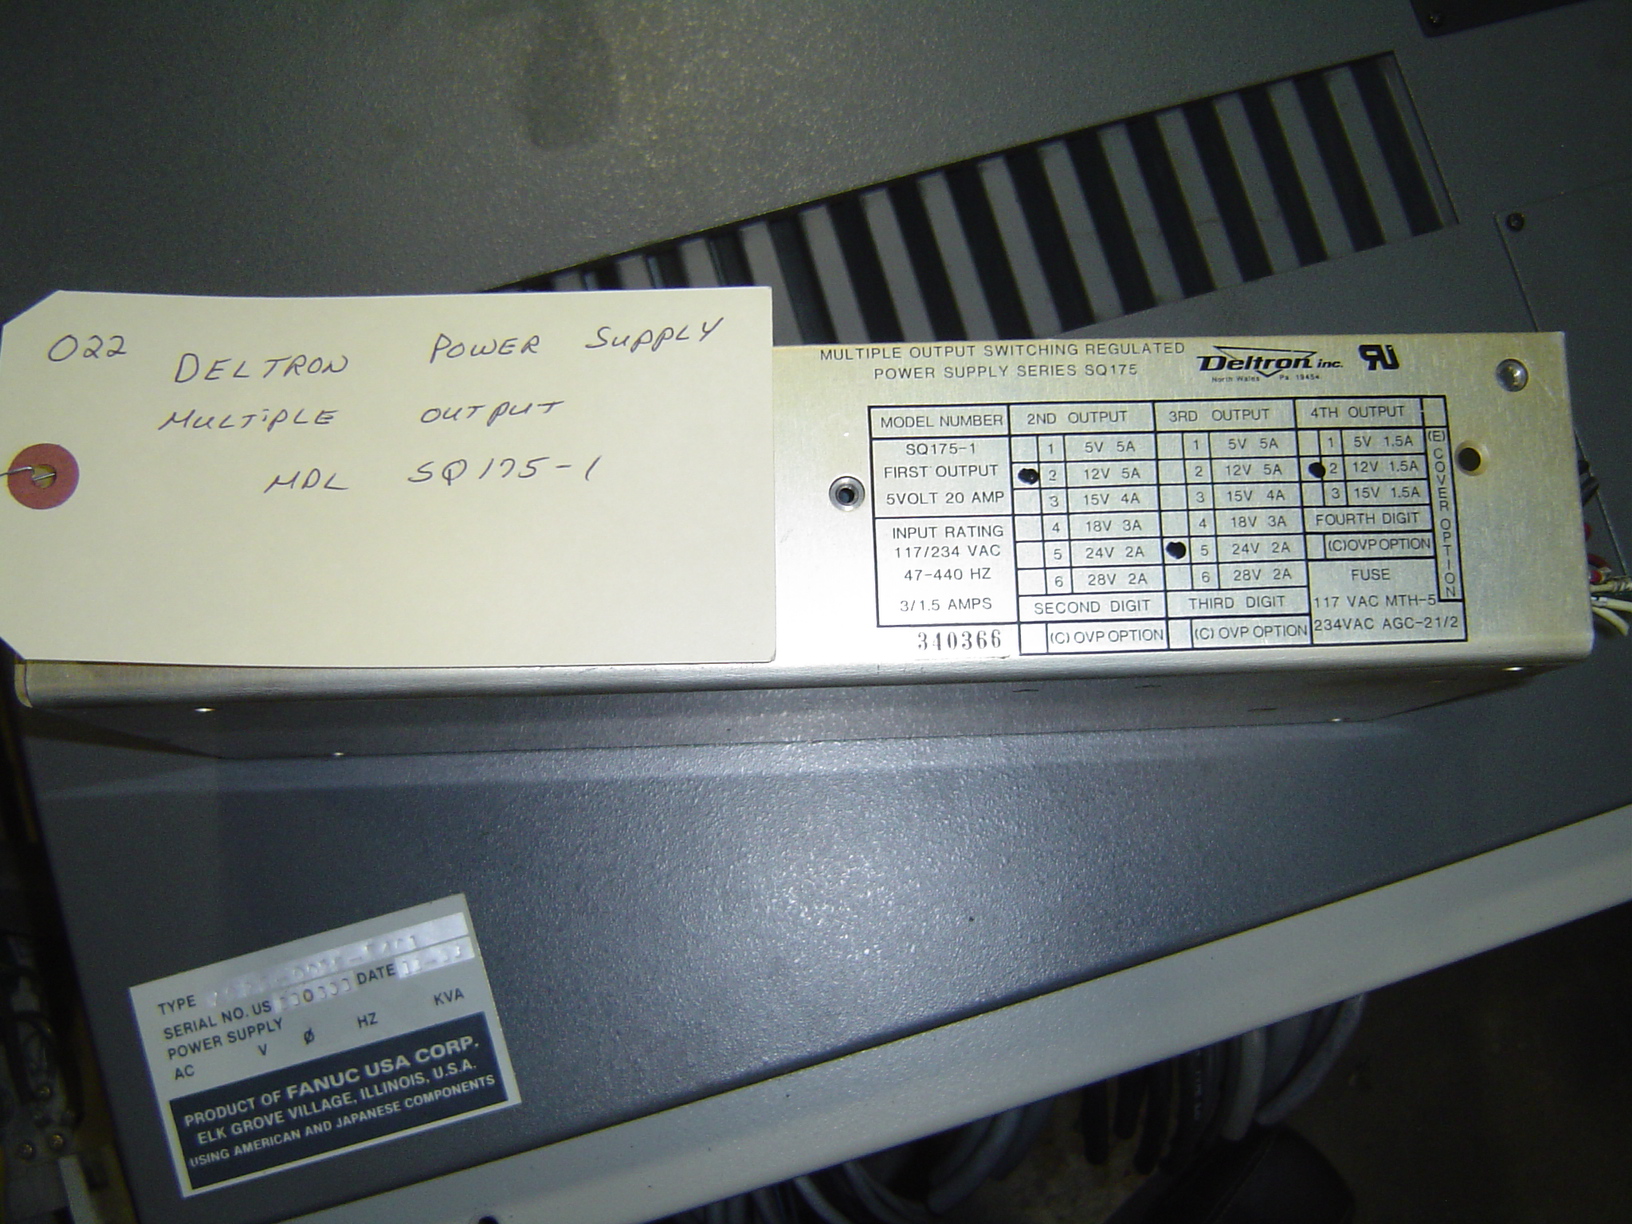 022 DELTRON POWER SUPPLY
MULTIPLE OUTPUT
MDL SQ175-1
MULTIPLE OUTPUT SWITCHING REGULATED
POWER SUPPLY SERIES SQ175
Deltron inc.
North Wales Pa. 19454
MODEL NUMBER 2ND OUTPUT 3RD OUTPUT 4TH OUTPUT
SQ175-1 1 5V 5A 1 5V 5A 1 5V 1.5A
FIRST OUTPUT 2 12V 5A 2 12V 5A 2 12V 1.5A
5VOLT 20 AMP 3 15V 4A 3 15V 4A 3 15V 1.5A
INPUT RATING 4 18V 3A 4 18V 3A FOURTH DIGIT
117/234 VAC 5 24V 2A 5 24V 2A (C)OVP OPTION
47-440 HZ 6 28V 2A 6 28V 2A FUSE
3/1.5 AMPS SECOND DIGIT THIRD DIGIT 117 VAC MTH-5
340366 (C) OVP OPTION (C) OVP OPTION 234VAC AGC-21/2
(E) COVER OPTION
TYPE
SERIAL NO. US DATE
POWER SUPPLY
AC V Ø HZ KVA
PRODUCT OF FANUC USA CORP.
ELK GROVE VILLAGE, ILLINOIS, U.S.A.
USING AMERICAN AND JAPANESE COMPONENTS